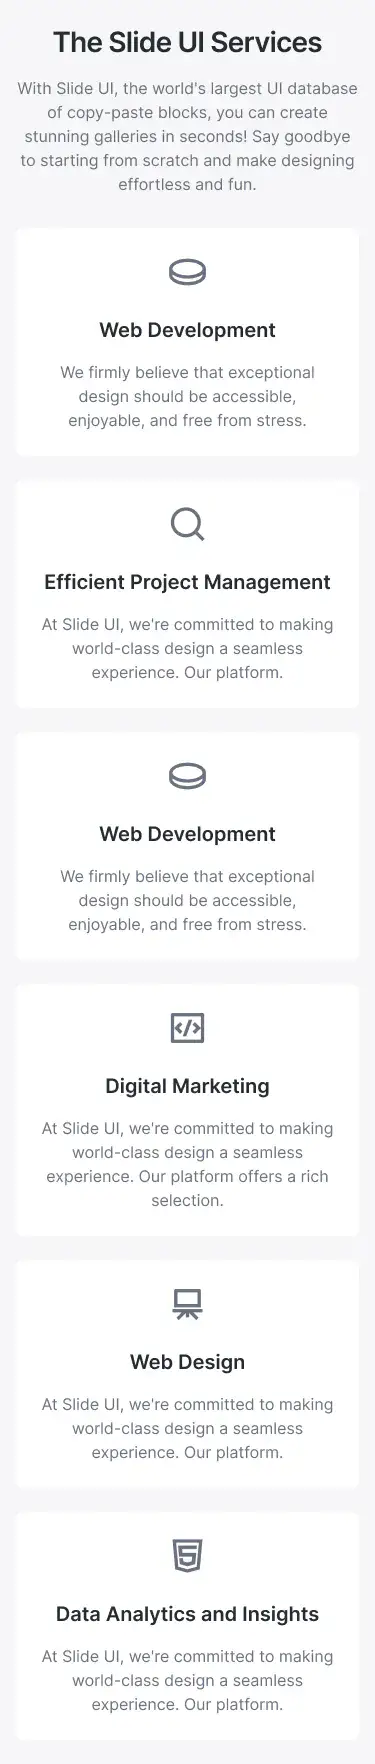 The Slide UI Services
With Slide UI, the world's largest UI database
of copy-paste blocks, you can create
stunning galleries in seconds! Say goodbye
to starting from scratch and make designing
effortless and fun.
Web Development
We firmly believe that exceptional
design should be accessible,
enjoyable, and free from stress.
Efficient Project Management
At Slide UI, we're committed to making
world-class design a seamless
experience. Our platform.
Web Development
We firmly believe that exceptional
design should be accessible,
enjoyable, and free from stress.
Digital Marketing
At Slide UI, we're committed to making
world-class design a seamless
experience. Our platform offers a rich
selection.
Web Design
At Slide UI, we're committed to making
world-class design a seamless
experience. Our platform.
Data Analytics and Insights
At Slide UI, we're committed to making
world-class design a seamless
experience. Our platform.